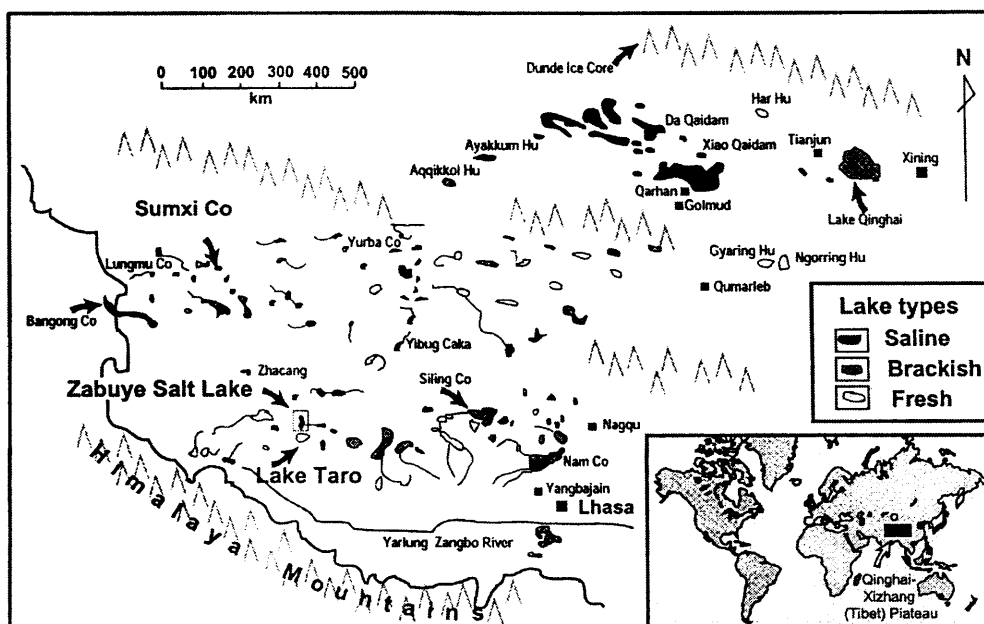 Dunde Ice Core
N
0 100 200 300 400 500
km
Har Hu
Da Qaidam
Ayakkum Hu
Xiao Qaidam
Tianjun
Xining
Aqqikkol Hu
Qarhan
Golmud
Lake Qinghai
Sumxi Co
Yurba Co
Gyaring Hu
Ngorring Hu
Lungmu Co
Qumarleb
Bangong Co
Yibug Caka
Lake types
Saline
Brackish
Fresh
Zhacang
Zabuye Salt Lake
Siling Co
Nagqu
Lake Taro
Nam Co
Yangbajain
Lhasa
Yarlung Zangbo River
Himalaya Mountains
Qinghai-
Xizhang
(Tibet) Piateau